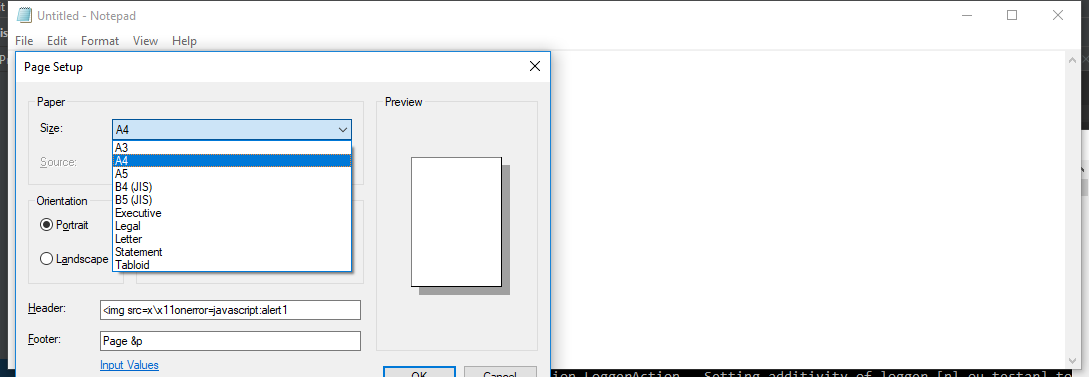 Untitled - Notepad
File Edit Format View Help
Page Setup
Paper
Size: A4
A3
A4
A5
B4 (JIS)
B5 (JIS)
Executive
Legal
Letter
Statement
Tabloid
Source:
Orientation
Portrait
Landscape
Preview
Header: <img src=x\x11onerror=javascript:alert1
Footer: Page &p
Input Values
OK Cancel
LoggerAction - Setting additivity of logger [nl.ou.testar] to